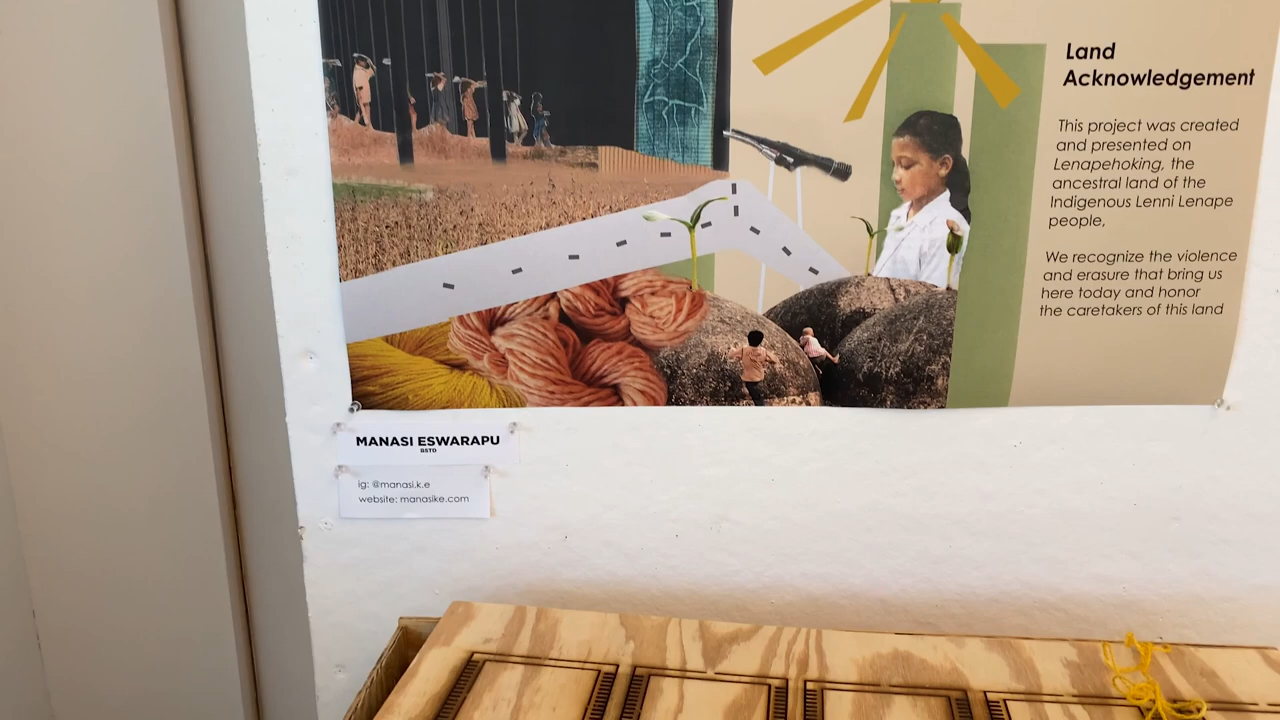 Land
Acknowledgement
This project was created
and presented on
Lenapehoking, the
ancestral land of the
Indigenous Lenni Lenape
people.
We recognize the violence
and erasure that bring us
here today and honor
the caretakers of this land
MANASI ESWARAPU
BSTD
ig: @manasi.k.e
website: manasike.com